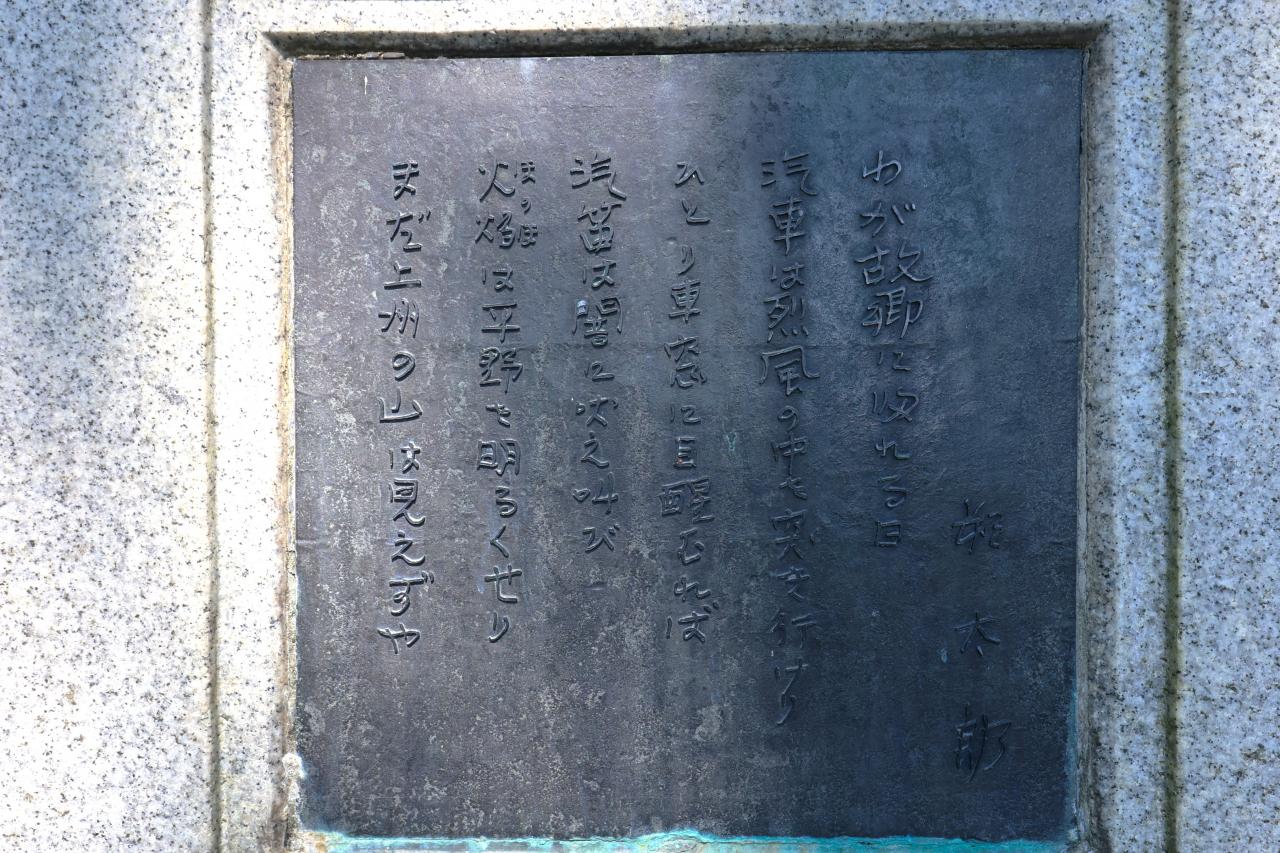 朔太郎
わが故郷に帰れる日
汽車は烈風の中を突き行けり
ひとり車窓に目醒むれば
汽笛は闇に吠え叫び
火焔は平野を明るくせり
ほのほ
まだ上州の山は見えずや